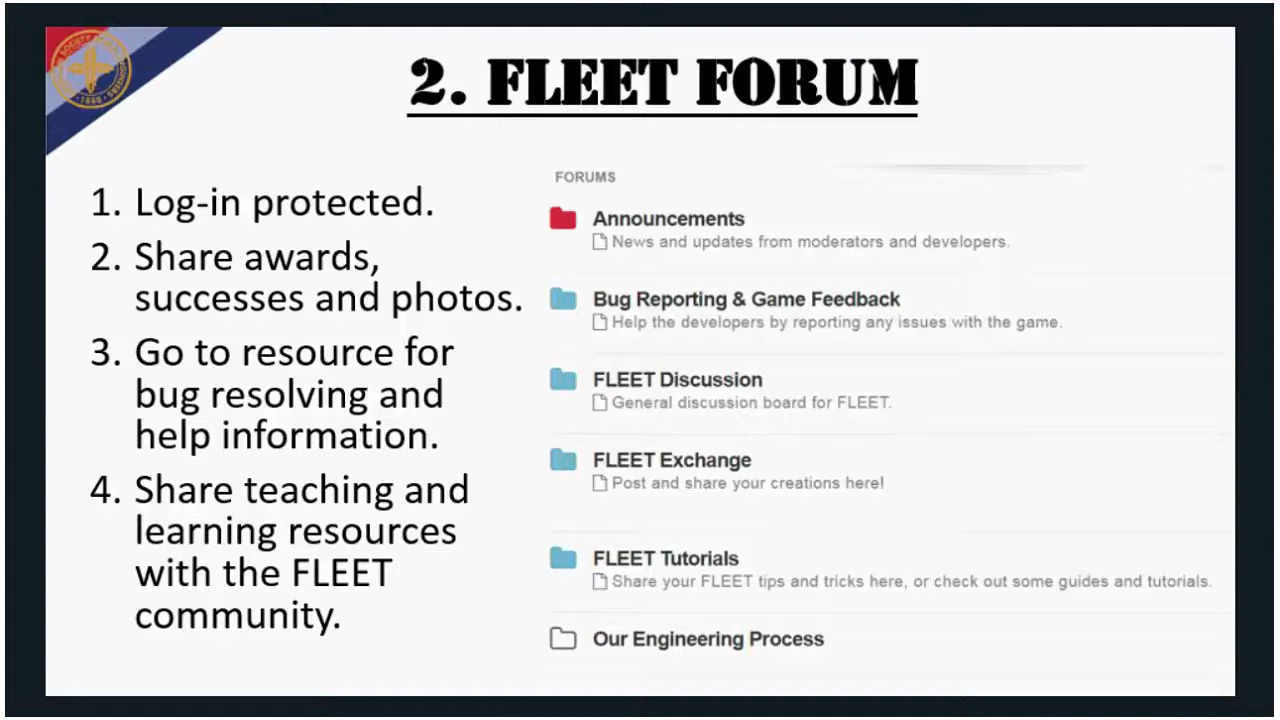 2. FLEET FORUM
1. Log-in protected.
2. Share awards,
successes and photos.
3. Go to resource for
bug resolving and
help information.
4. Share teaching and
learning resources
with the FLEET
community.
FORUMS
Announcements
News and updates from moderators and developers.
Bug Reporting & Game Feedback
Help the developers by reporting any issues with the game.
FLEET Discussion
General discussion board for FLEET.
FLEET Exchange
Post and share your creations here!
FLEET Tutorials
Share your FLEET tips and tricks here, or check out some guides and tutorials.
Our Engineering Process